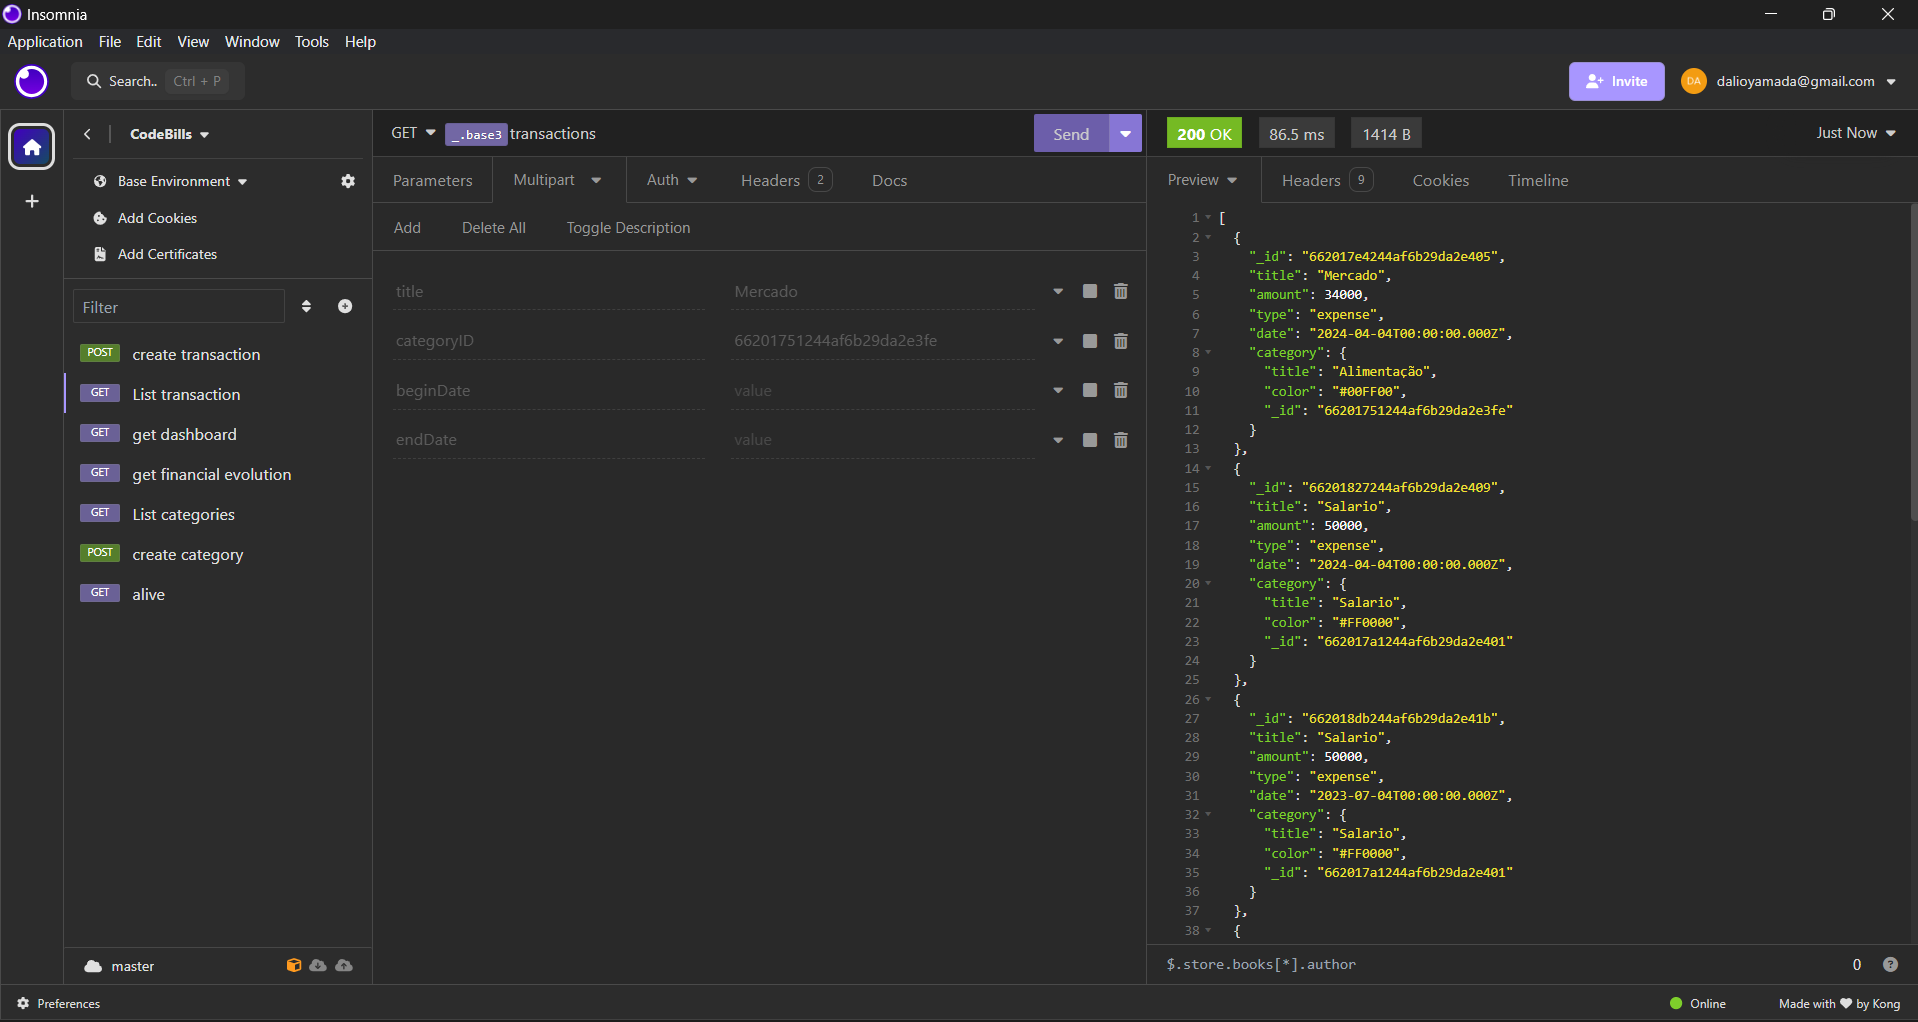 Insomnia
Application File Edit View Window Tools Help
Search.. Ctrl + P
Invite
DA dalioyamada@gmail.com
CodeBills
Base Environment
Add Cookies
Add Certificates
Filter
POST create transaction
GET List transaction
GET get dashboard
GET get financial evolution
GET List categories
POST create category
GET alive
master
GET _.base3 transactions Send
Parameters Multipart Auth Headers 2 Docs
Add Delete All Toggle Description
title Mercado
categoryID 66201751244af6b29da2e3fe
beginDate value
endDate value
200 OK 86.5 ms 1414 B Just Now
Preview Headers 9 Cookies Timeline
1 [
2 {
3 "_id": "662017e4244af6b29da2e405",
4 "title": "Mercado",
5 "amount": 34000,
6 "type": "expense",
7 "date": "2024-04-04T00:00:00.000Z",
8 "category": {
9 "title": "Alimentação",
10 "color": "#00FF00",
11 "_id": "66201751244af6b29da2e3fe"
12 }
13 },
14 {
15 "_id": "66201827244af6b29da2e409",
16 "title": "Salario",
17 "amount": 50000,
18 "type": "expense",
19 "date": "2024-04-04T00:00:00.000Z",
20 "category": {
21 "title": "Salario",
22 "color": "#FF0000",
23 "_id": "662017a1244af6b29da2e401"
24 }
25 },
26 {
27 "_id": "662018db244af6b29da2e41b",
28 "title": "Salario",
29 "amount": 50000,
30 "type": "expense",
31 "date": "2023-07-04T00:00:00.000Z",
32 "category": {
33 "title": "Salario",
34 "color": "#FF0000",
35 "_id": "662017a1244af6b29da2e401"
36 }
37 },
38 {
$.store.books[*].author 0 ?
Preferences
Online
Made with ❤ by Kong